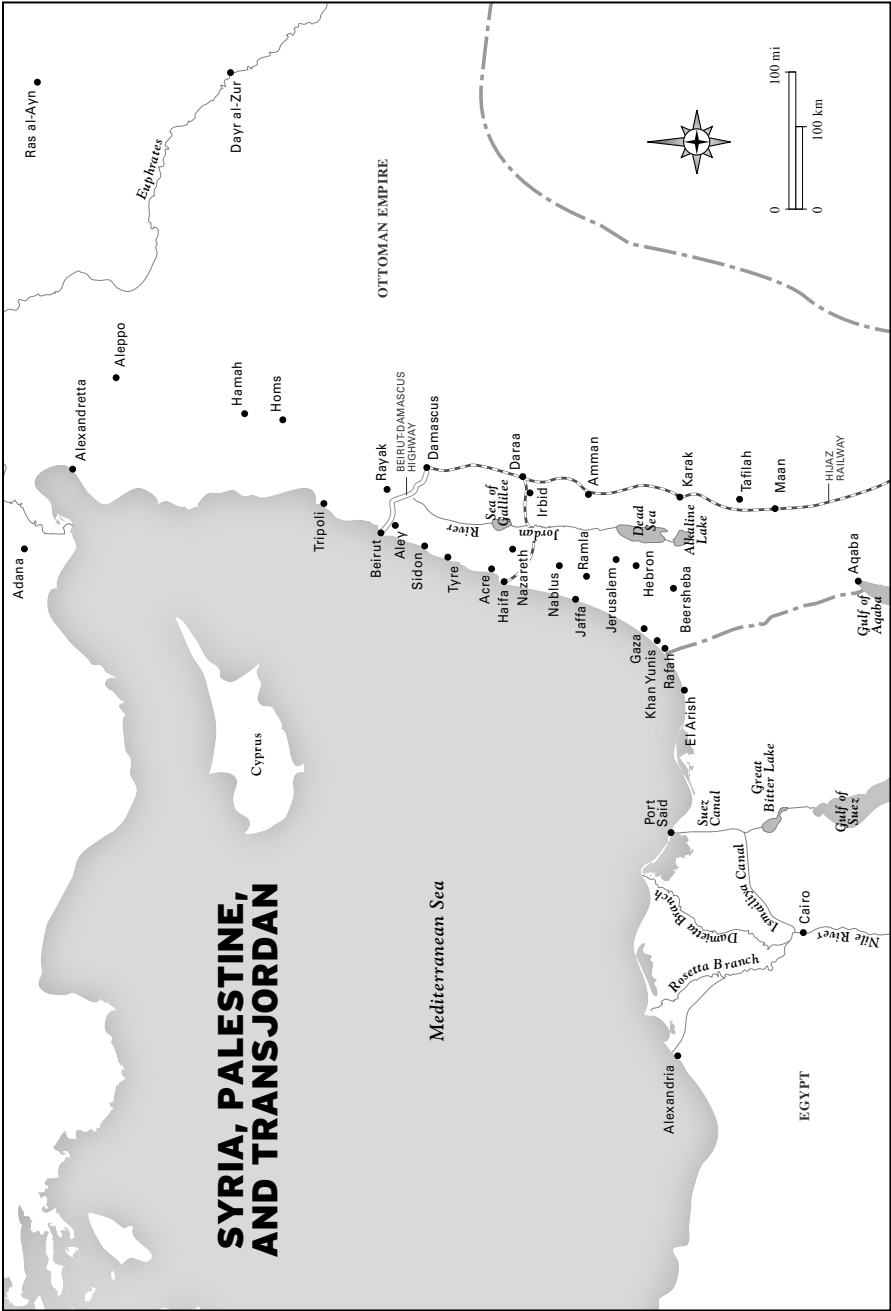 SYRIA, PALESTINE,
AND TRANSJORDAN
Adana
Alexandretta
Aleppo
Ras al-Ayn
Euphrates
Dayr al-Zur
Hamah
Homs
OTTOMAN EMPIRE
Cyprus
Tripoli
Mediterranean Sea
Beirut
Rayak
BEIRUT-DAMASCUS
HIGHWAY
Aley
Damascus
Sidon
Tyre
River
Sea of
Gallilee
Daraa
Acre
Haifa
Nazareth
Irbid
Jordan
Nablus
Jaffa
Ramla
Amman
Jerusalem
Hebron
Dead
Sea
Karak
Gaza
Khan Yunis
Rafah
Beersheba
Alkaline
Lake
Tafilah
El Arish
Maan
HIJAZ
RAILWAY
Port
Said
Suez
Canal
Great
Bitter Lake
Gulf of
Suez
Aqaba
Gulf of
Aqaba
Alexandria
Rosetta Branch
Damietta Branch
Ismailiya Canal
Cairo
Nile River
EGYPT
0
100 mi
0
100 km